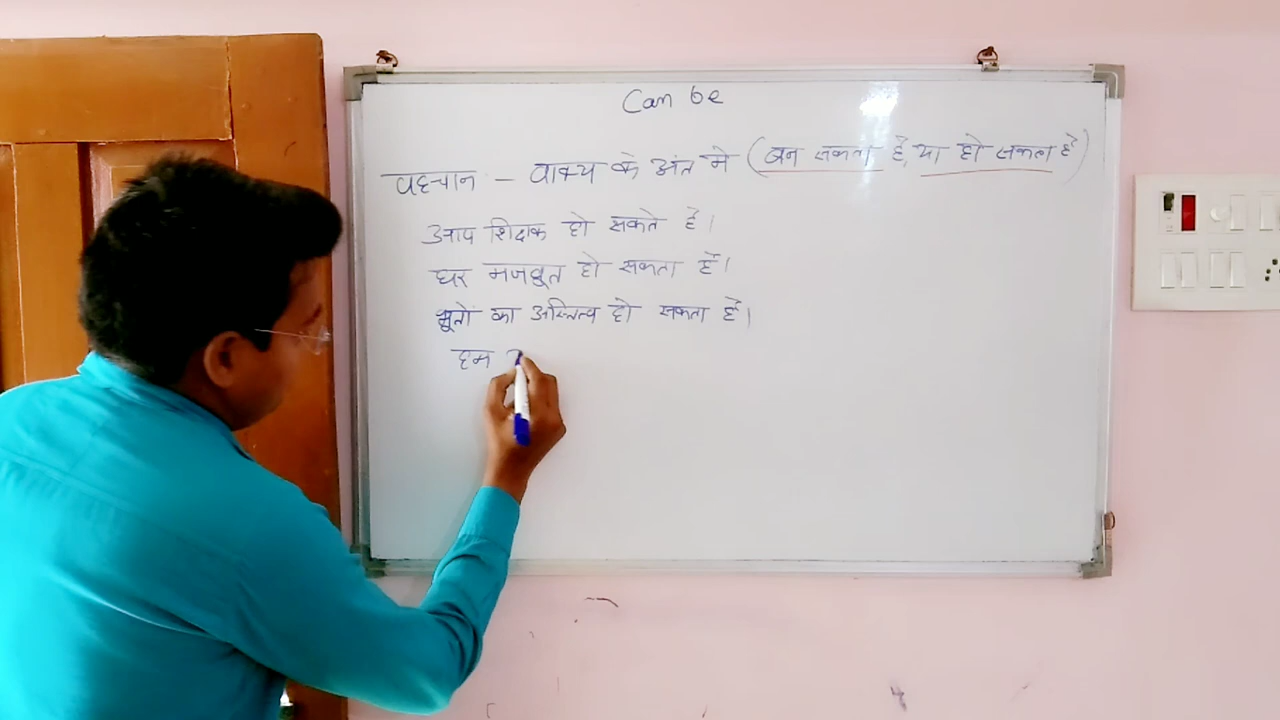 Can be
पहचान – वाक्य के अंत मे (बन सकता है, या हो सकता है)
आप शिक्षक हो सकते है।
घर मजबूत हो सकता है।
भूतों का अस्तित्व हो सकता है।
हम